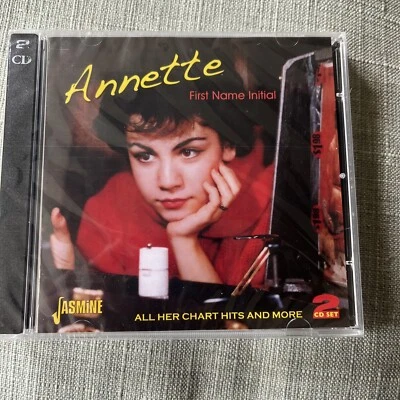 2
CD
Annette
First Name Initial
JASMINE
ALL HER CHART HITS AND MORE
2
CD SET